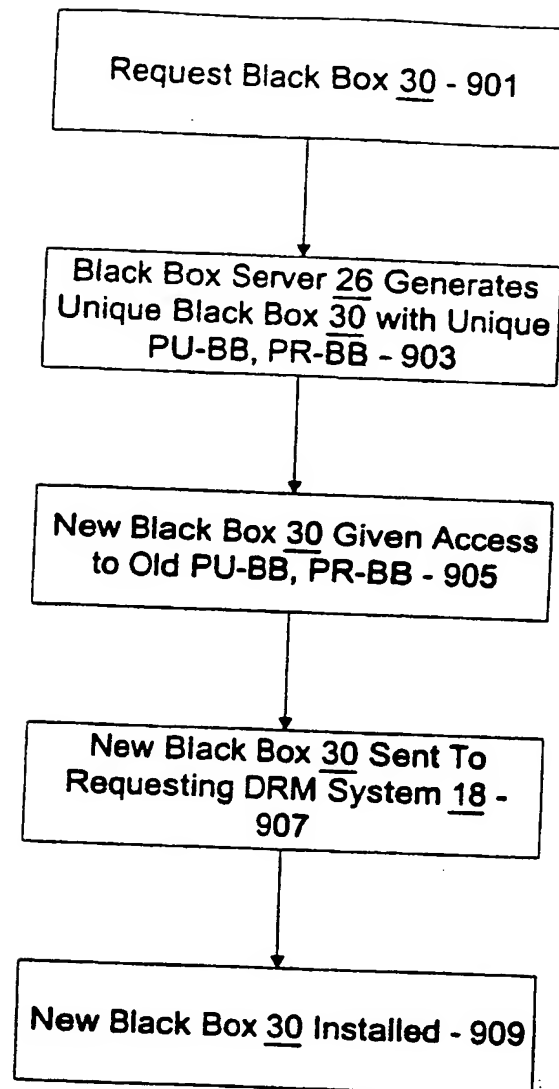 Request Black Box 30 - 901
Black Box Server 26 Generates
Unique Black Box 30 with Unique
PU-BB, PR-BB - 903
New Black Box 30 Given Access
to Old PU-BB, PR-BB - 905
New Black Box 30 Sent To
Requesting DRM System 18 -
907
New Black Box 30 Installed - 909